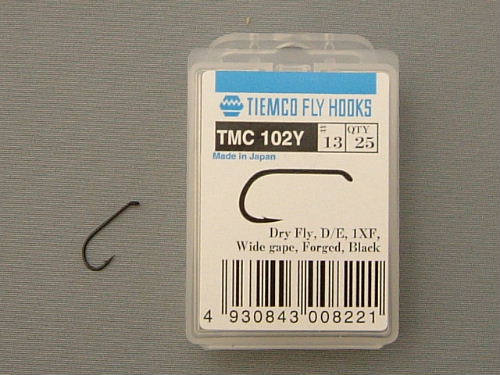 TIEMCO FLY HOOKS
TMC 102Y # 13 QTY 25
Made in Japan
Dry Fly, D/E, 1XF,
Wide gape, Forged, Black
4 930843 008221